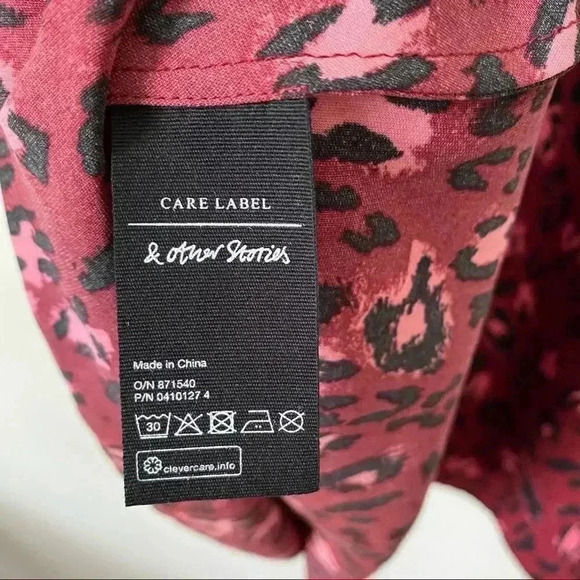 CARE LABEL
& other Stories
Made in China
O/N 871540
P/N 0410127 4
30
clevercare.info